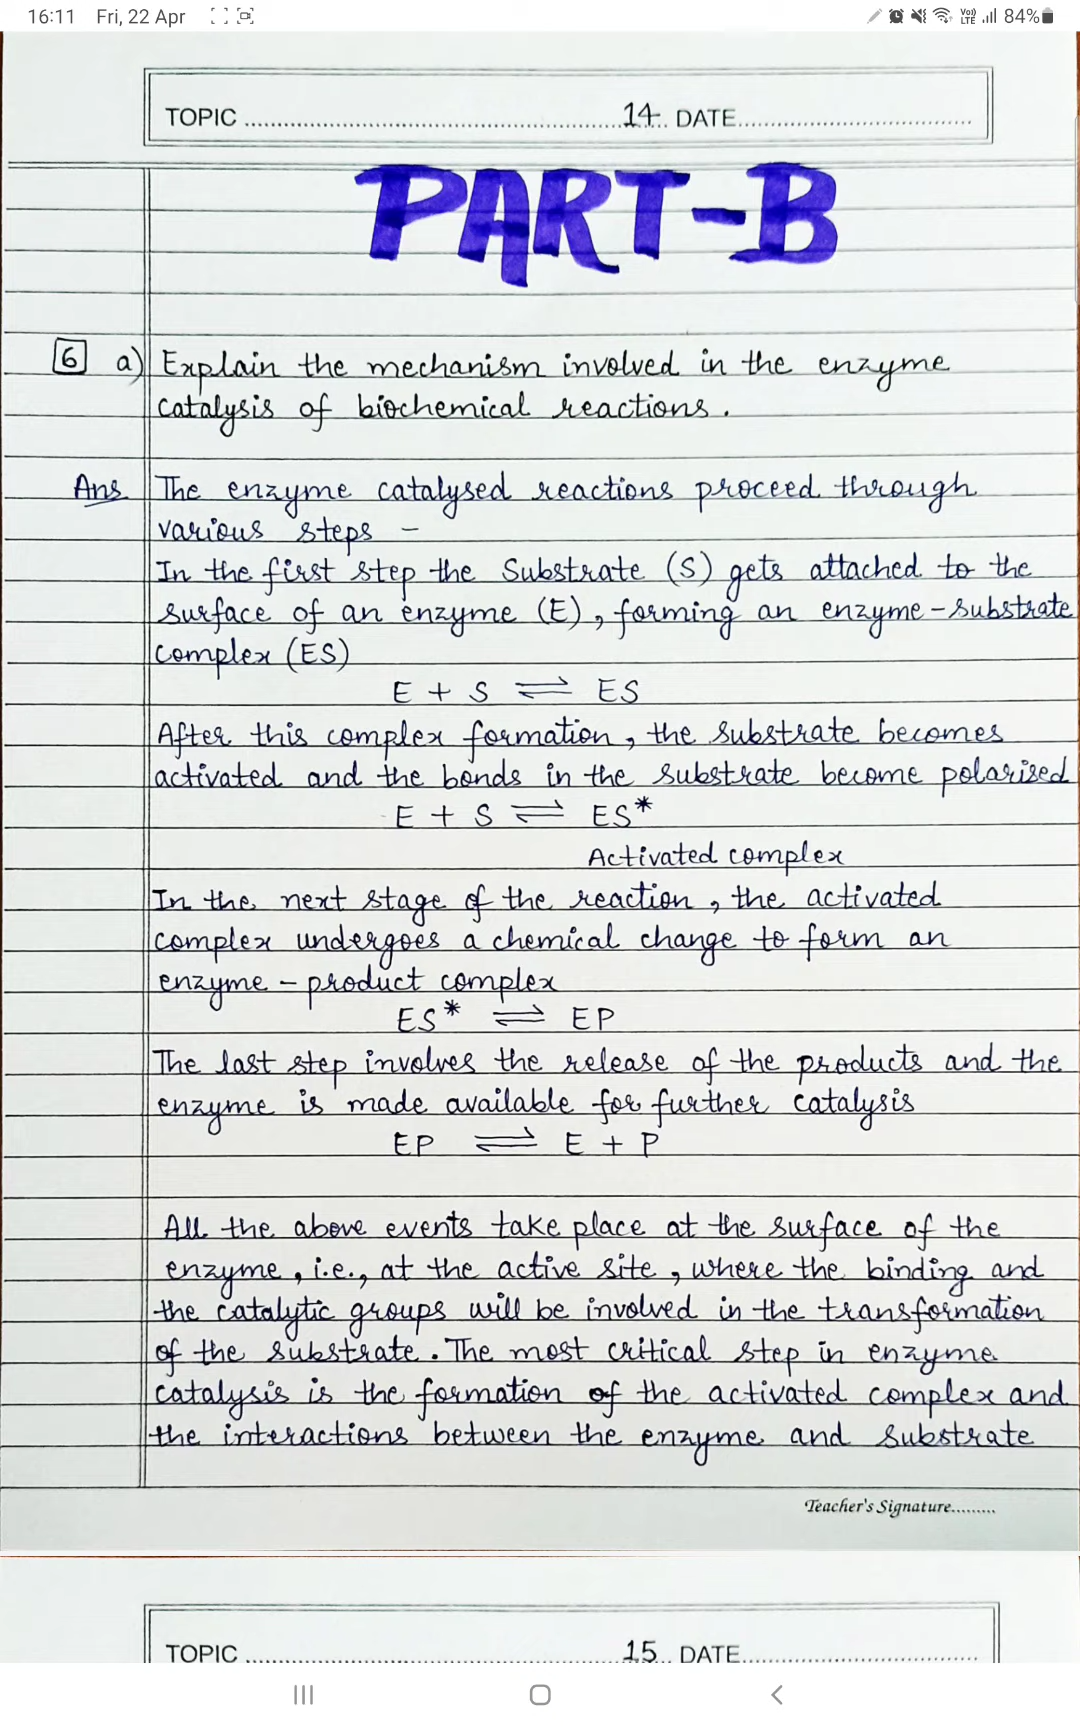 16:11 Fri, 22 Apr
VoLTE 84%
TOPIC 14. DATE
PART-B
6 a) Explain the mechanism involved in the enzyme
catalysis of biochemical reactions.
Ans The enzyme catalysed reactions proceed through
various steps –
In the first step the Substrate (S) gets attached to the
surface of an enzyme (E), forming an enzyme-substrate
complex (ES)
E + S ⇌ ES
After this complex formation, the substrate becomes
activated and the bonds in the substrate become polarised
E + S ⇌ ES*
Activated complex
In the next stage of the reaction, the activated
complex undergoes a chemical change to form an
enzyme – product complex
ES* ⇌ EP
The last step involves the release of the products and the
enzyme is made available for further catalysis
EP ⇌ E + P
All the above events take place at the surface of the
enzyme, i.e., at the active site, where the binding and
the catalytic groups will be involved in the transformation
of the substrate. The most critical step in enzyme
catalysis is the formation of the activated complex and
the interactions between the enzyme and substrate
Teacher's Signature.........
TOPIC 15. DATE